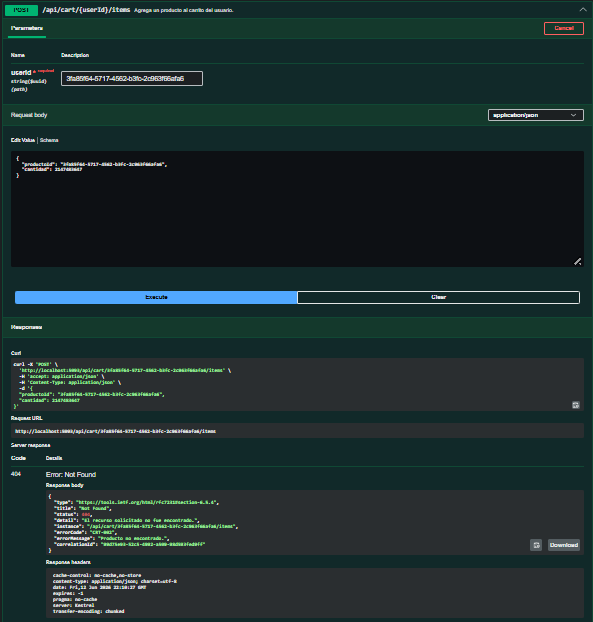 POST /api/cart/{userId}/items Agrega un producto al carrito del usuario.
Parameters
Cancel
Name Description
userId * required
string($uuid)
(path)
3fa85f64-5717-4562-b3fc-2c963f66afa6
Request body
application/json
Edit Value | Schema
{
"productoId": "3fa85f64-5717-4562-b3fc-2c963f66afa6",
"cantidad": 2147483647
}
Execute
Clear
Responses
Curl
curl -X 'POST' \
'http://localhost:5003/api/cart/3fa85f64-5717-4562-b3fc-2c963f66afa6/items' \
-H 'accept: application/json' \
-H 'Content-Type: application/json' \
-d '{
"productoId": "3fa85f64-5717-4562-b3fc-2c963f66afa6",
"cantidad": 2147483647
}'
Request URL
http://localhost:5003/api/cart/3fa85f64-5717-4562-b3fc-2c963f66afa6/items
Server response
Code Details
404
Error: Not Found
Response body
{
"type": "https://tools.ietf.org/html/rfc7231#section-6.5.4",
"title": "Not Found",
"status": 404,
"detail": "El recurso solicitado no fue encontrado.",
"instance": "/api/cart/3fa85f64-5717-4562-b3fc-2c963f66afa6/items",
"errorCode": "CRT-002",
"errorMessage": "Producto no encontrado.",
"correlationId":
}
Download
Response headers
cache-control: no-cache,no-store
content-type: application/json; charset=utf-8
date: Fri,12 Jun 2026 22:10:27 GMT
expires: -1
pragma: no-cache
server: Kestrel
transfer-encoding: chunked